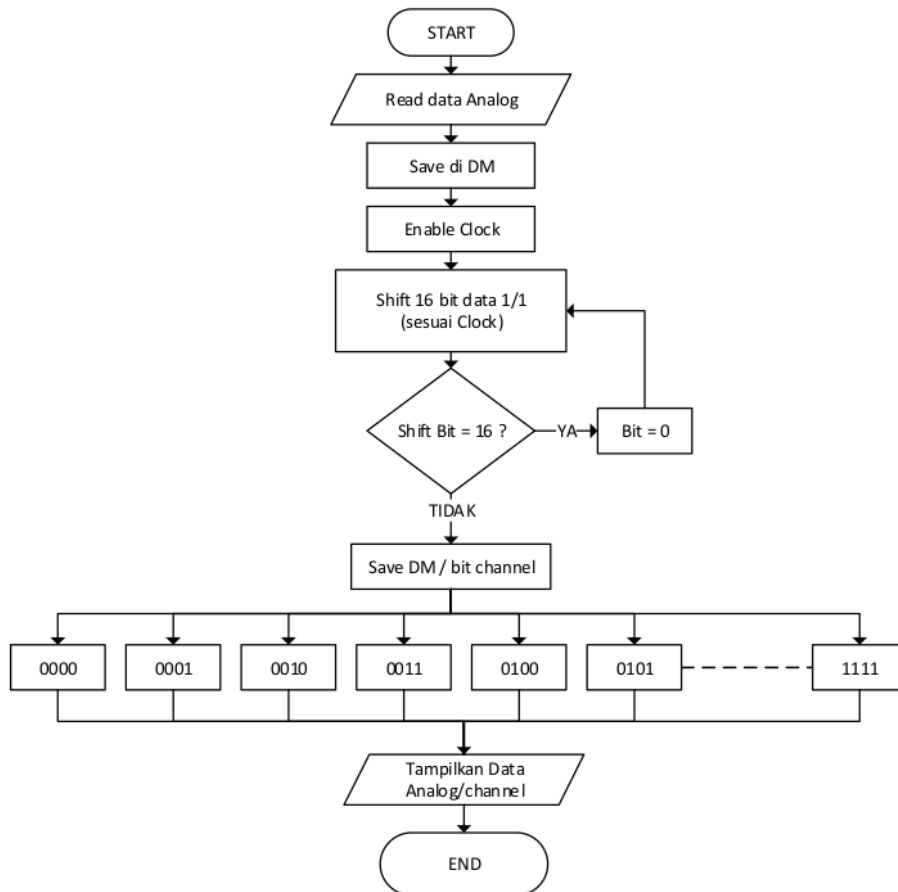 START
Read data Analog
Save di DM
Enable Clock
Shift 16 bit data 1/1
(sesuai Clock)
Shift Bit = 16 ?
YA
Bit = 0
TIDAK
Save DM / bit channel
0000
0001
0010
0011
0100
0101
1111
Tampilkan Data
Analog/channel
END